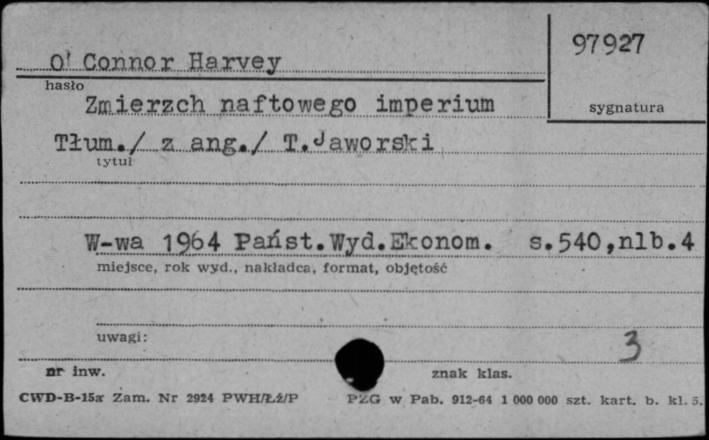 O' Connor Harvey
97927
hasło
Zmierzch naftowego imperium
sygnatura
Tłum./ z ang./ T.Jaworski
tytuł
W-wa 1964 Państ.Wyd.Ekonom. s.540,nlb.4
miejsce, rok wyd., nakładca, format, objętość
uwagi:
3
nr inw.
znak klas.
CWD-B-15a Zam. Nr 2924 PWH/Łź/P PZG w Pab. 912-64 1 000 000 szt. kart. b. kl. 5.